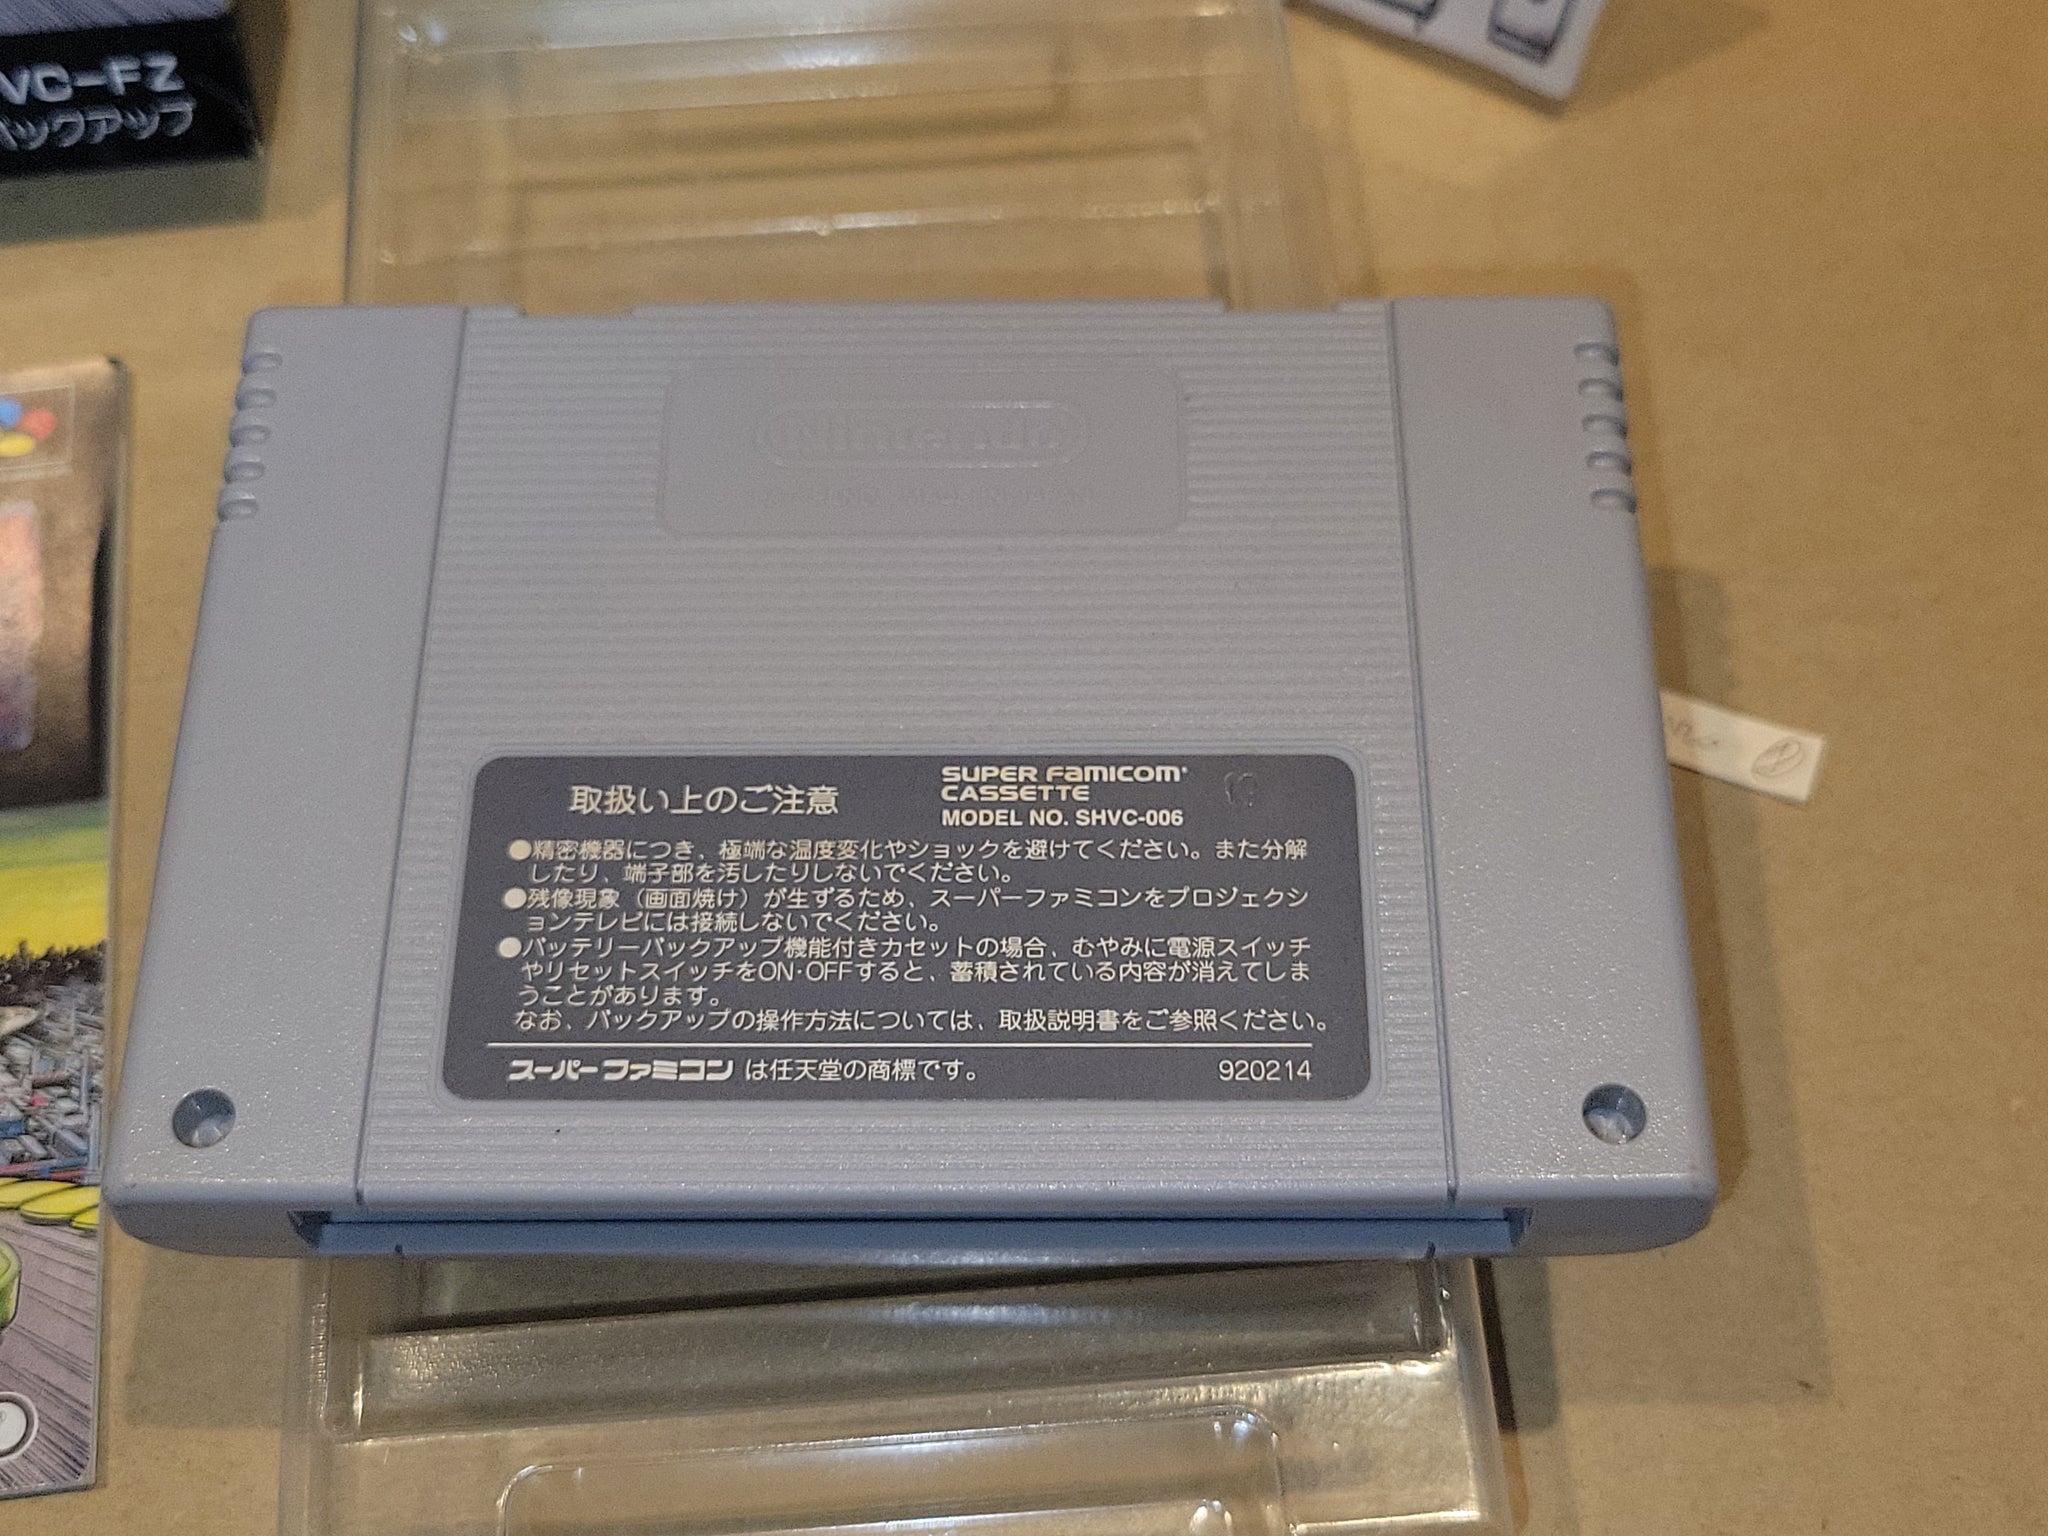 VC-FZ
バックアップ
Nintendo
取扱い上のご注意
SUPER FAMICOM
CASSETTE
MODEL NO. SHVC-006
●精密機器につき、極端な温度変化やショックを避けてください。また分解
したり、端子部を汚したりしないでください。
●残像現象（画面焼け）が生ずるため、スーパーファミコンをプロジェクシ
ョンテレビには接続しないでください。
●バッテリーバックアップ機能付きカセットの場合、むやみに電源スイッチ
やリセットスイッチをON·OFFすると、蓄積されている内容が消えてしま
うことがあります。
なお、バックアップの操作方法については、取扱説明書をご参照ください。
スーパーファミコンは任天堂の商標です。
920214